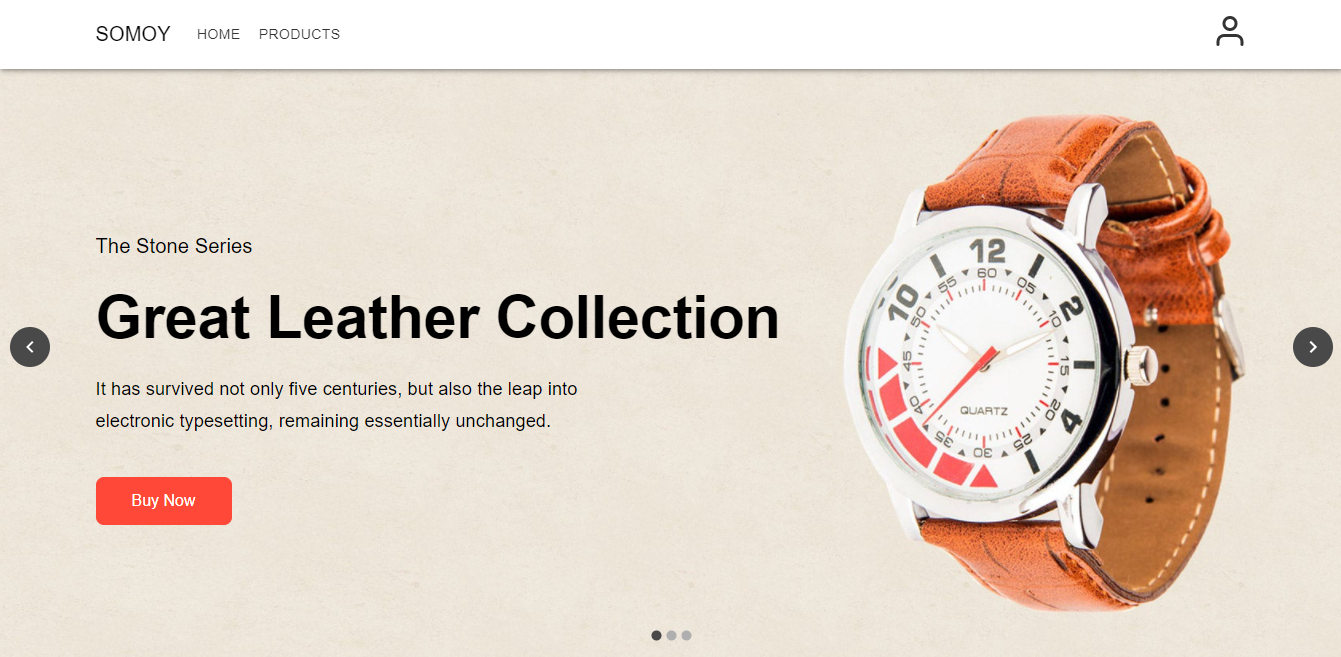 SOMOY
HOME
PRODUCTS
The Stone Series
Great Leather Collection
It has survived not only five centuries, but also the leap into
electronic typesetting, remaining essentially unchanged.
Buy Now
12
60
55
05
10
50
2
10
45
15
40
20
4
35
25
30
QUARTZ